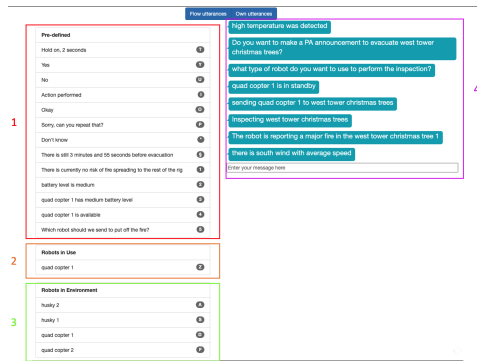 Flow utterances Own utterances
Pre-defined
Hold on, 2 seconds
Yes Y
No
Action performed
Okay O
Sorry, can you repeat that? P
Don't know
There is still 3 minutes and 55 seconds before evacuation
There is currently no risk of fire spreading to the rest of the rig 1
battery level is medium 2
quad copter 1 has medium battery level 3
quad copter 1 is available 4
Which robot should we send to put off the fire?
1
Robots in Use
quad copter 1 Z
2
Robots in Environment
husky 2 A
husky 1 S
quad copter 1 D
quad copter 2 F
3
high temperature was detected
Do you want to make a PA announcement to evacuate west tower
christmas trees?
what type of robot do you want to use to perform the inspection?
quad copter 1 is in standby
sending quad copter 1 to west tower christmas trees
Inspecting west tower christmas trees
The robot is reporting a major fire in the west tower christmas tree 1
there is south wind with average speed
Enter your message here
4